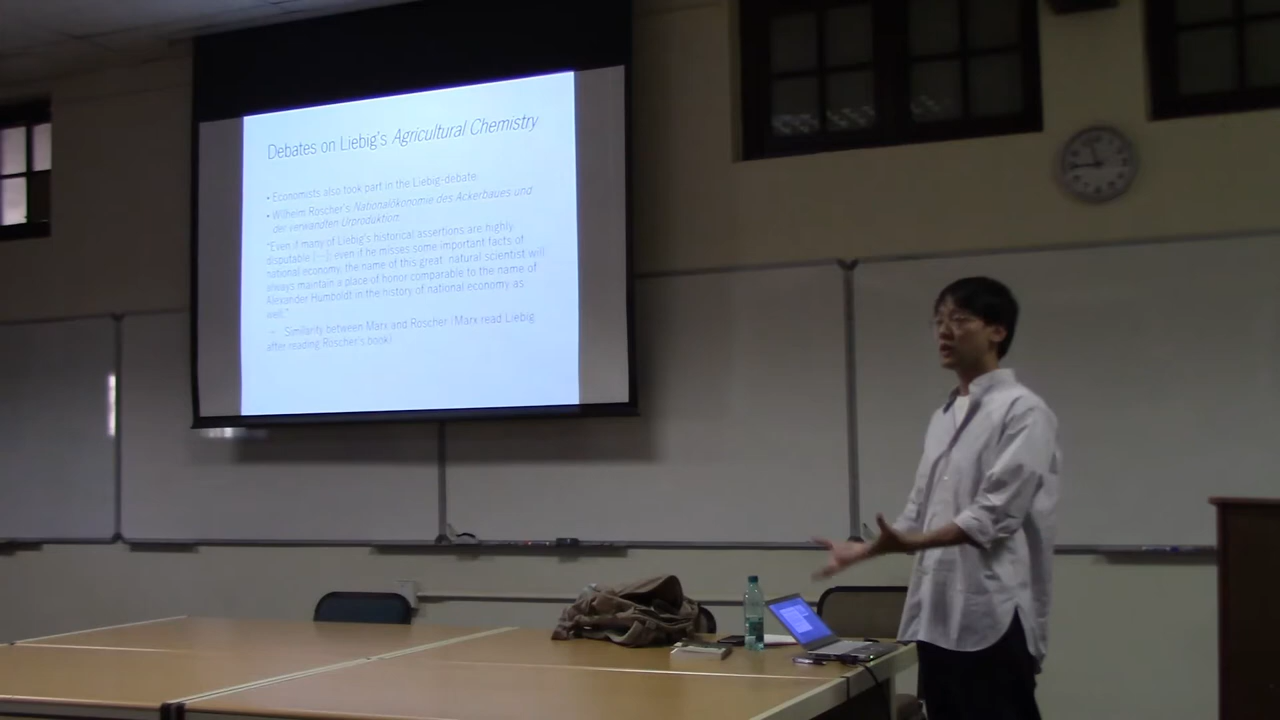 Debates on Liebig's Agricultural Chemistry
• Economists also took part in the Liebig-debate.
• Wilhelm Roscher's Nationalökonomie des Ackerbaues und
der verwandten Urproduktion:
"Even if many of Liebig's historical assertions are highly
disputable [···] even if he misses some important facts of
national economy, the name of this great natural scientist will
always maintain a place of honor comparable to the name of
Alexander Humboldt in the history of national economy as
well."
→ Similarity between Marx and Roscher (Marx read Liebig
after reading Roscher's book)